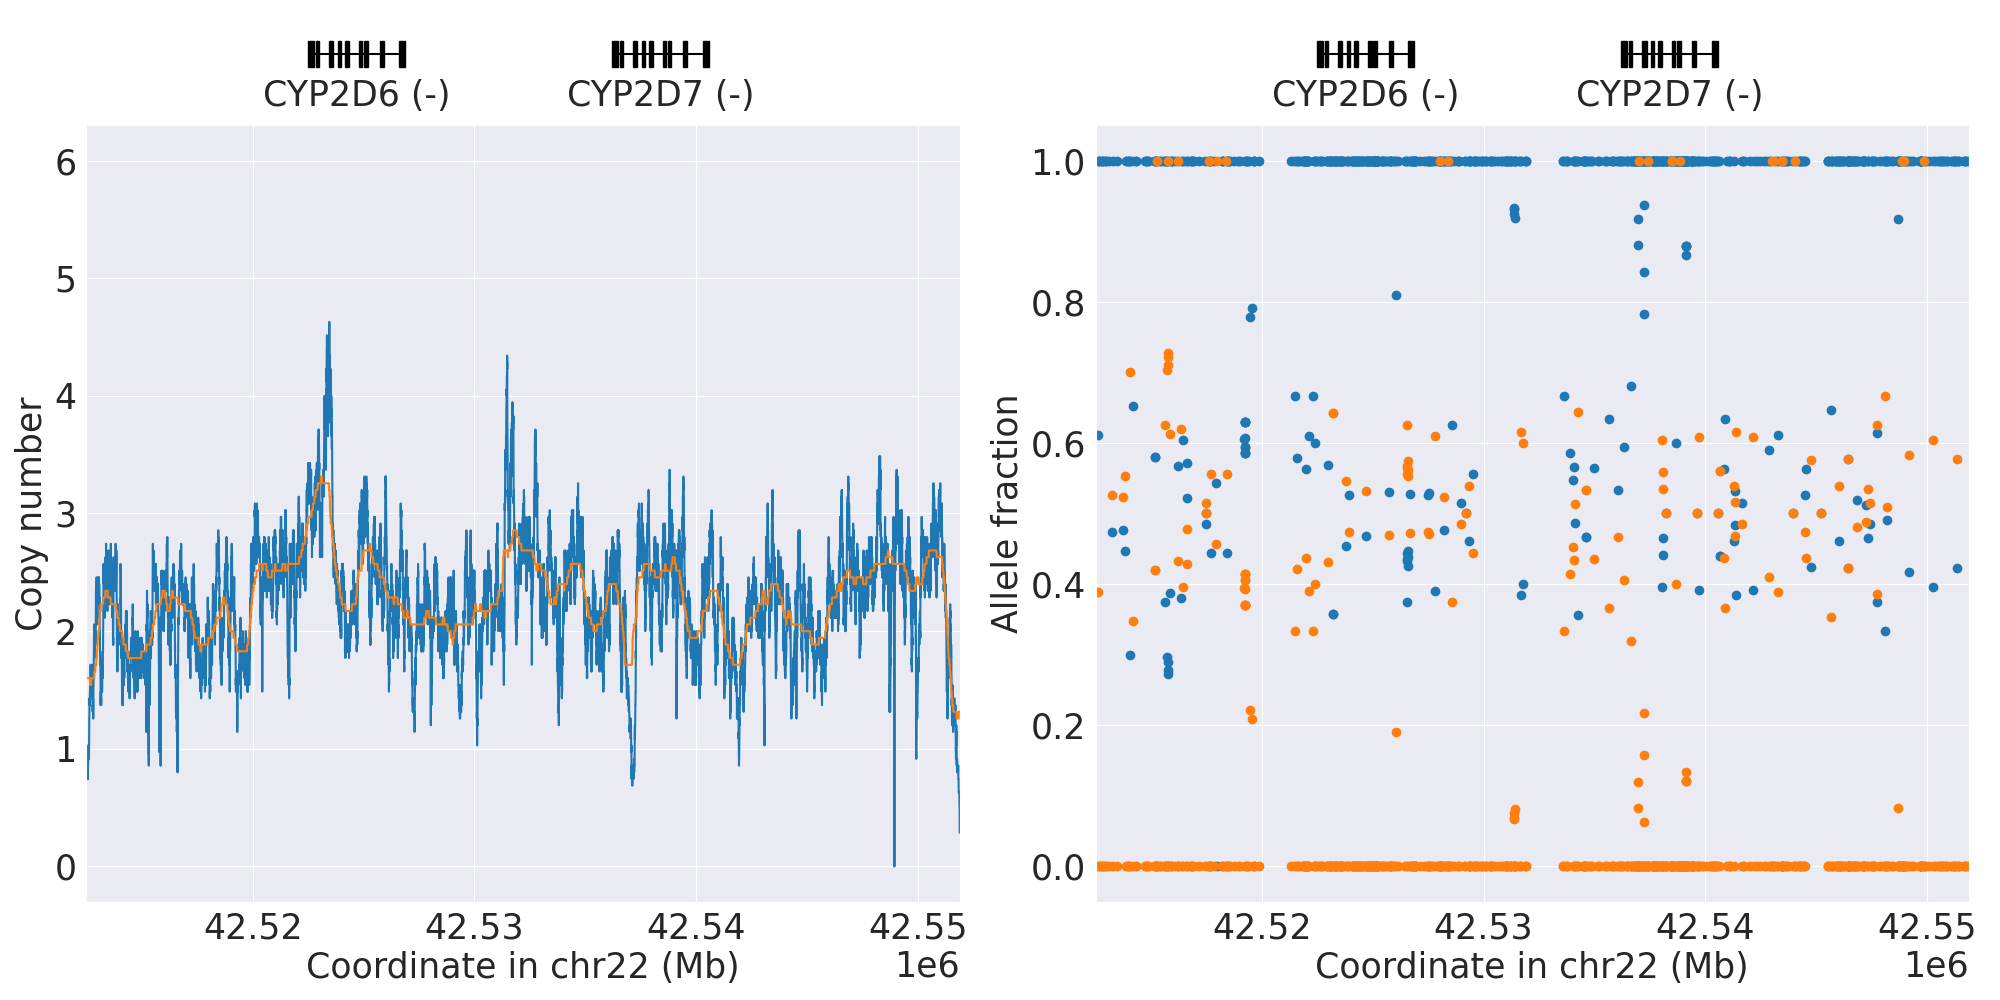 CYP2D6 (-) CYP2D7 (-)
Copy number
6
5
4
3
2
1
0
42.52 42.53 42.54 42.55
Coordinate in chr22 (Mb) 1e6
CYP2D6 (-) CYP2D7 (-)
Allele fraction
1.0
0.8
0.6
0.4
0.2
0.0
42.52 42.53 42.54 42.55
Coordinate in chr22 (Mb) 1e6